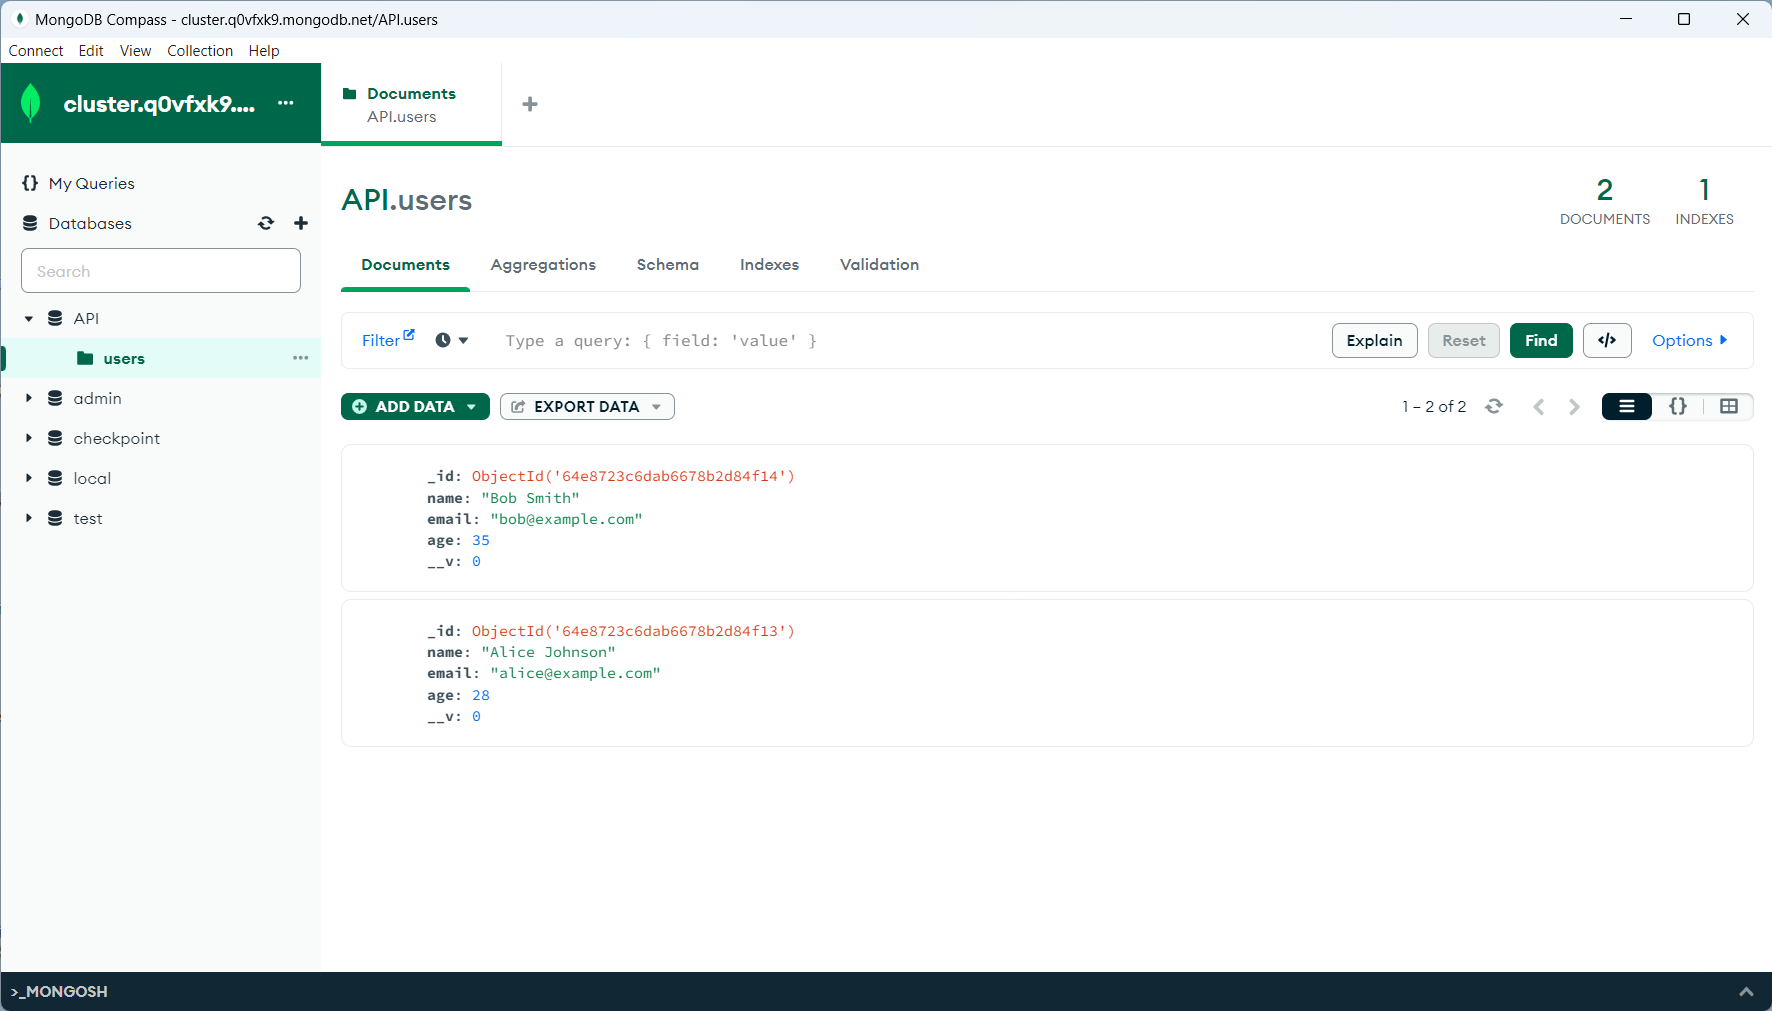 MongoDB Compass - cluster.q0vfxk9.mongodb.net/API.users
Connect Edit View Collection Help
cluster.q0vfxk9.... ···
Documents
API.users
{} My Queries
Databases
Search
API
users
admin
checkpoint
local
test
API.users
2
DOCUMENTS
1
INDEXES
Documents Aggregations Schema Indexes Validation
Filter Type a query: { field: 'value' } Explain Reset Find </> Options
ADD DATA EXPORT DATA 1 – 2 of 2 {}
_id: ObjectId('64e8723c6dab6678b2d84f14')
name: "Bob Smith"
email: "bob@example.com"
age: 35
__v: 0
_id: ObjectId('64e8723c6dab6678b2d84f13')
name: "Alice Johnson"
email: "alice@example.com"
age: 28
__v: 0
>_MONGOSH